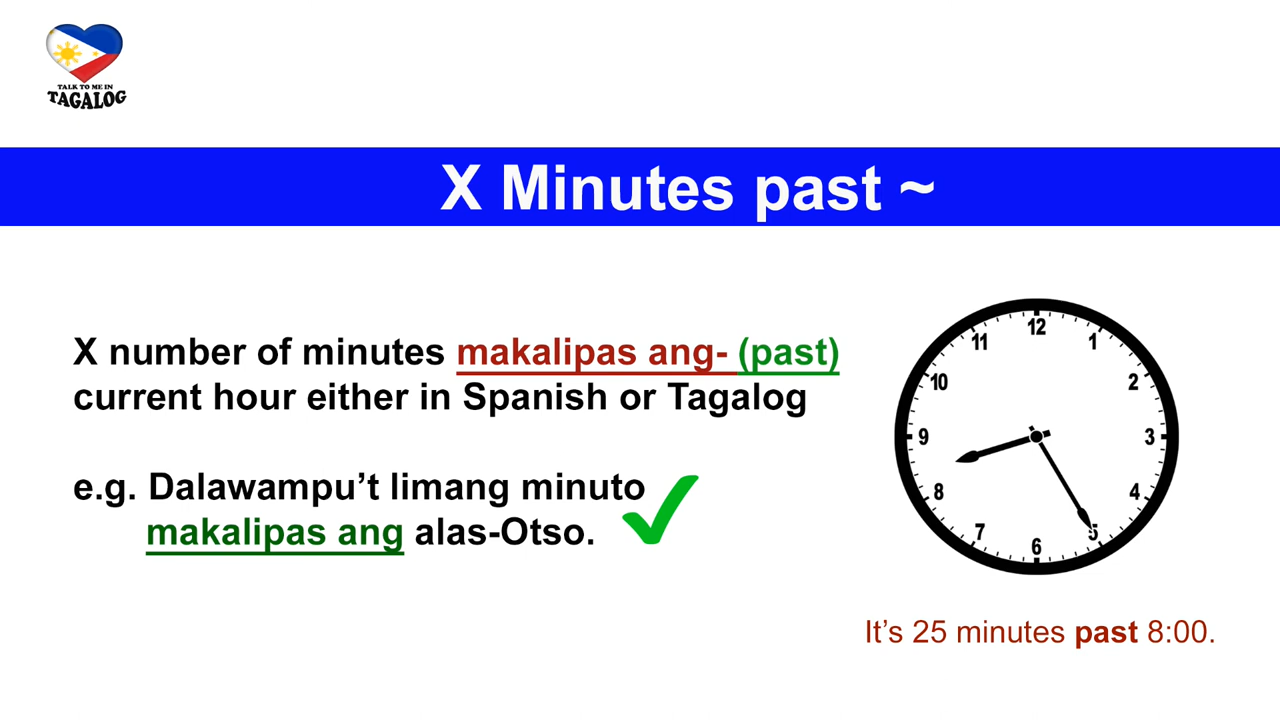 TALK TO ME IN
TAGALOG
X Minutes past ~
X number of minutes makalipas ang- (past)
current hour either in Spanish or Tagalog
e.g. Dalawampu’t limang minuto
makalipas ang alas-Otso.
12
11
1
10
2
9
3
8
4
7
5
6
It’s 25 minutes past 8:00.